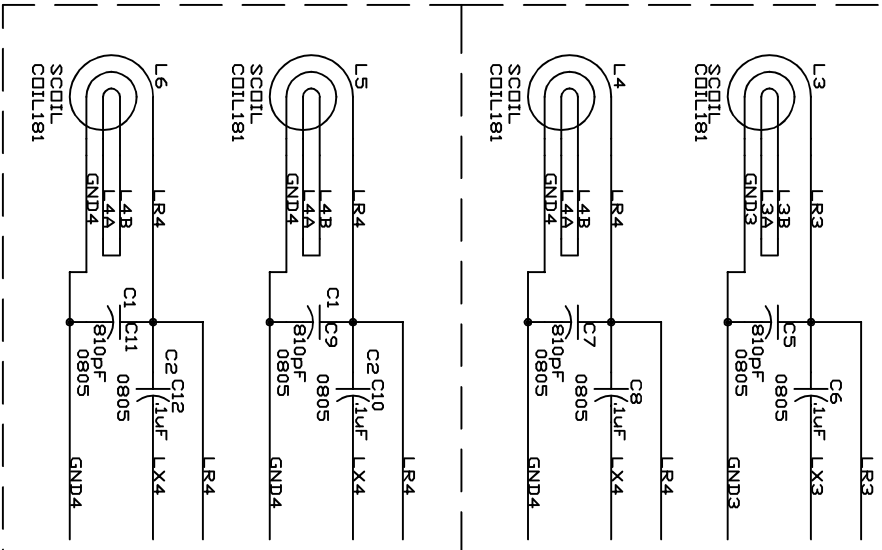 L6
SCOIL
COIL181
GND4
L4A
L4B
LR4
C1
C11
810pF
0805
C2
C12
.1uF
0805
GND4
LX4
LR4
L5
SCOIL
COIL181
GND4
L4A
L4B
LR4
C1
C9
810pF
0805
C2
C10
.1uF
0805
GND4
LX4
LR4
L4
SCOIL
COIL181
GND4
L4A
L4B
LR4
C7
810pF
0805
C8
.1uF
0805
GND4
LX4
LR4
L3
SCOIL
COIL181
GND3
L3A
L3B
LR3
C5
810pF
0805
C6
.1uF
0805
GND3
LX3
LR3